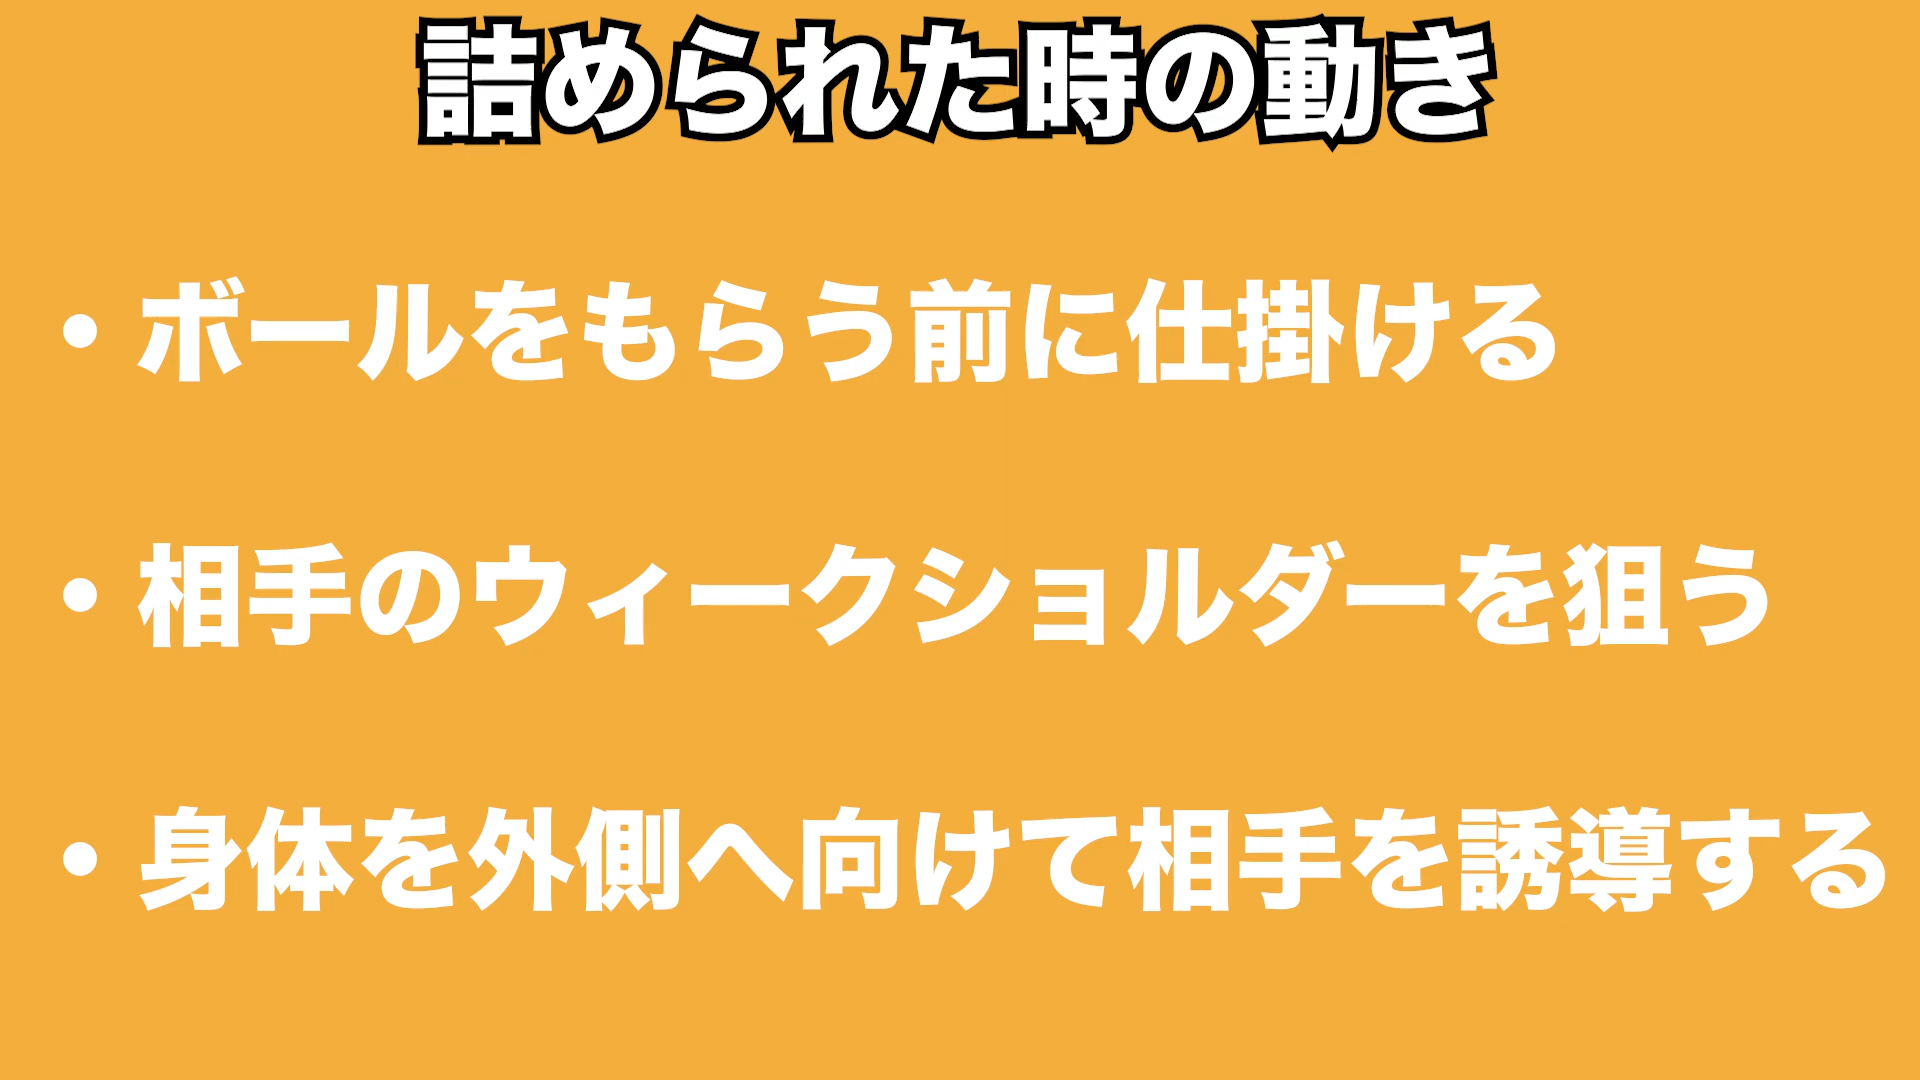 詰められた時の動き
・ボールをもらう前に仕掛ける
・相手のウィークショルダーを狙う
・身体を外側へ向けて相手を誘導する